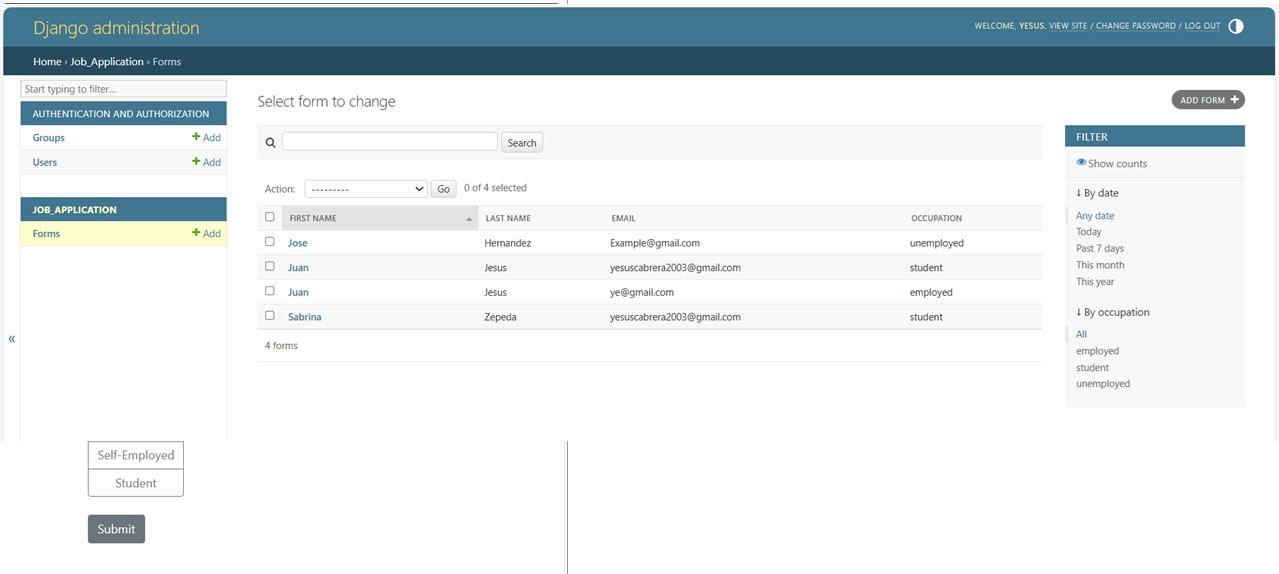 Django administration
WELCOME, YESUS. VIEW SITE / CHANGE PASSWORD / LOG OUT
Home › Job_Application › Forms
Start typing to filter...
AUTHENTICATION AND AUTHORIZATION
Groups + Add
Users + Add
JOB_APPLICATION
Forms + Add
«
Select form to change
ADD FORM +
Search
Action: --------- Go 0 of 4 selected
FIRST NAME LAST NAME EMAIL OCCUPATION
Jose Hernandez Example@gmail.com unemployed
Juan Jesus yesuscabrera2003@gmail.com student
Juan Jesus ye@gmail.com employed
Sabrina Zepeda yesuscabrera2003@gmail.com student
4 forms
FILTER
Show counts
↓ By date
Any date
Today
Past 7 days
This month
This year
↓ By occupation
All
employed
student
unemployed
Self-Employed
Student
Submit